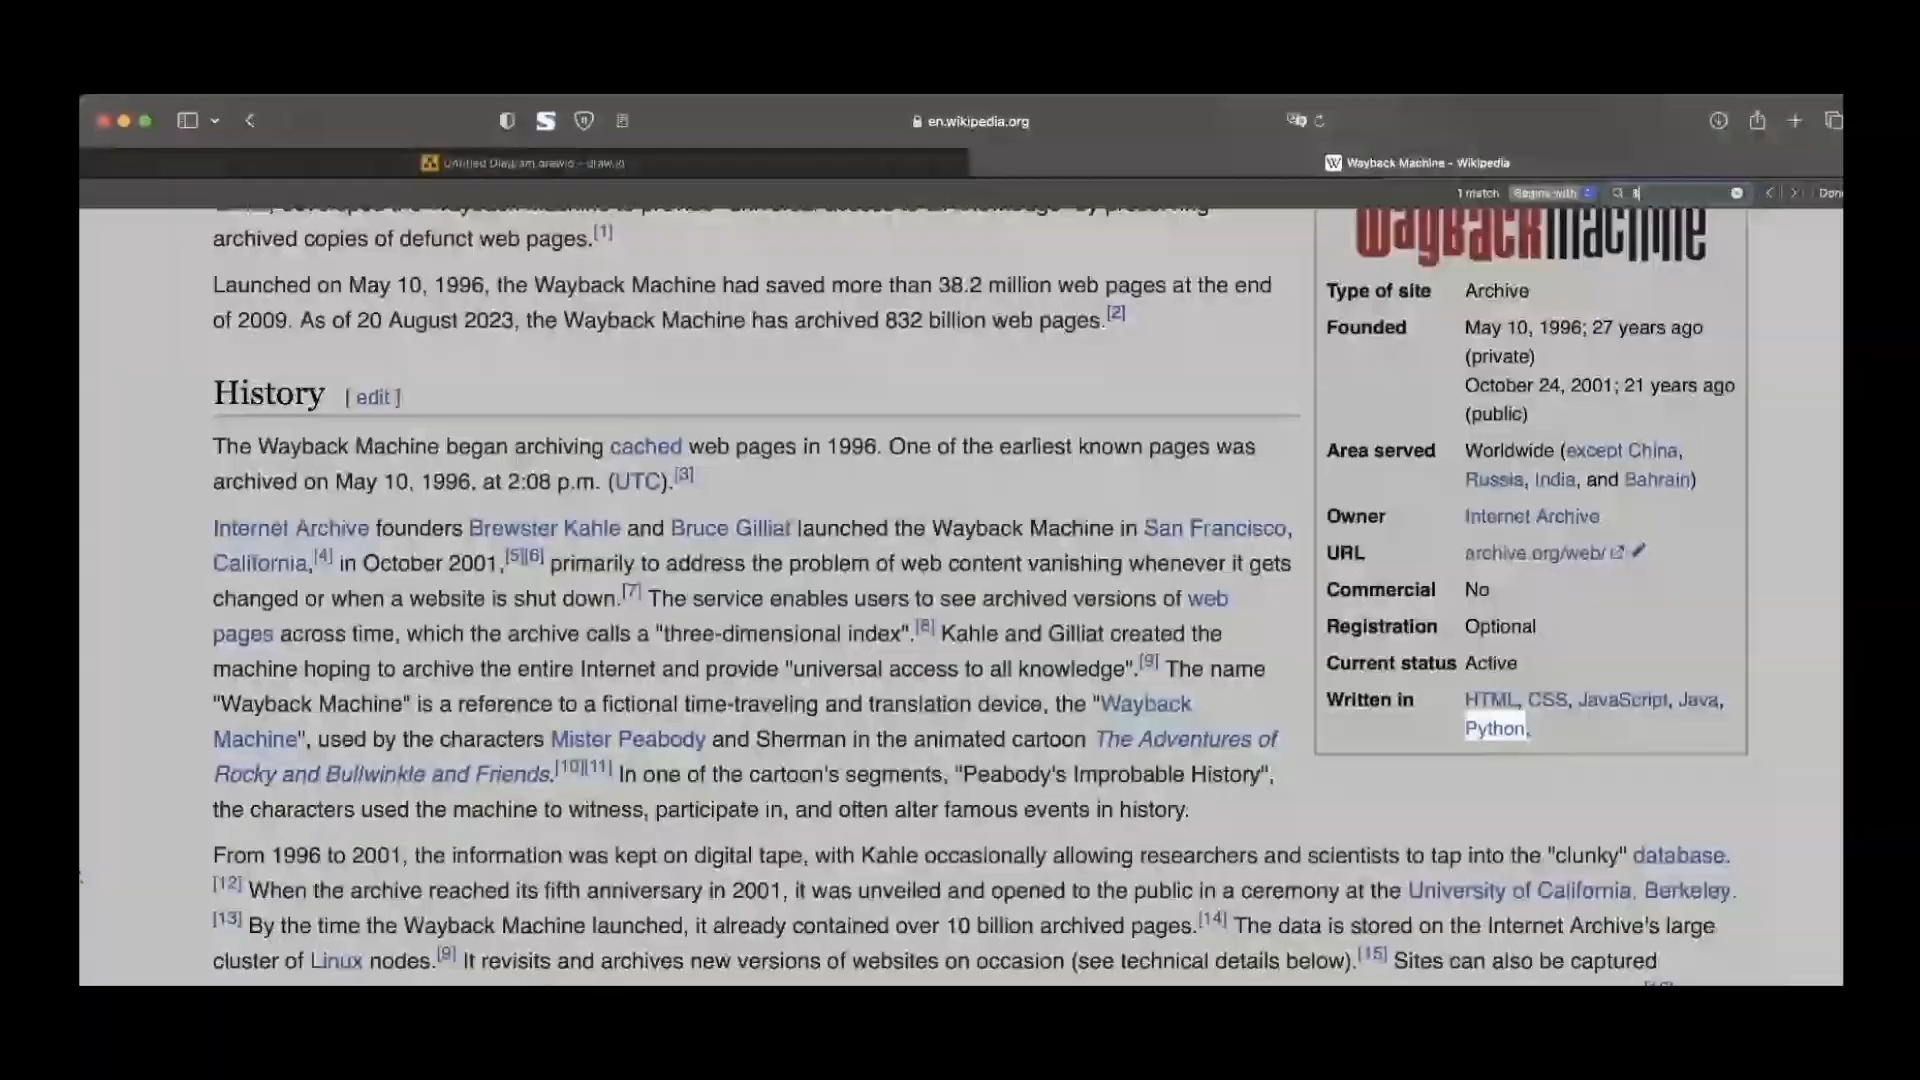 en.wikipedia.org
Untitled Diagram.drawio – draw.io
Wayback Machine - Wikipedia
1 match
Begins with
archived copies of defunct web pages.[1]
Launched on May 10, 1996, the Wayback Machine had saved more than 38.2 million web pages at the end
of 2009. As of 20 August 2023, the Wayback Machine has archived 832 billion web pages.[2]
History [ edit ]
The Wayback Machine began archiving cached web pages in 1996. One of the earliest known pages was
archived on May 10, 1996, at 2:08 p.m. (UTC).[3]
Internet Archive founders Brewster Kahle and Bruce Gilliat launched the Wayback Machine in San Francisco,
California,[4] in October 2001,[5][6] primarily to address the problem of web content vanishing whenever it gets
changed or when a website is shut down.[7] The service enables users to see archived versions of web
pages across time, which the archive calls a "three-dimensional index".[8] Kahle and Gilliat created the
machine hoping to archive the entire Internet and provide "universal access to all knowledge".[9] The name
"Wayback Machine" is a reference to a fictional time-traveling and translation device, the "Wayback
Machine", used by the characters Mister Peabody and Sherman in the animated cartoon The Adventures of
Rocky and Bullwinkle and Friends.[10][11] In one of the cartoon's segments, "Peabody's Improbable History",
the characters used the machine to witness, participate in, and often alter famous events in history.
From 1996 to 2001, the information was kept on digital tape, with Kahle occasionally allowing researchers and scientists to tap into the "clunky" database.
[12] When the archive reached its fifth anniversary in 2001, it was unveiled and opened to the public in a ceremony at the University of California, Berkeley.
[13] By the time the Wayback Machine launched, it already contained over 10 billion archived pages.[14] The data is stored on the Internet Archive's large
cluster of Linux nodes.[9] It revisits and archives new versions of websites on occasion (see technical details below).[15] Sites can also be captured
WayBackMachine
Type of site Archive
Founded May 10, 1996; 27 years ago
(private)
October 24, 2001; 21 years ago
(public)
Area served Worldwide (except China,
Russia, India, and Bahrain)
Owner Internet Archive
URL archive.org/web/
Commercial No
Registration Optional
Current status Active
Written in HTML, CSS, JavaScript, Java,
Python,